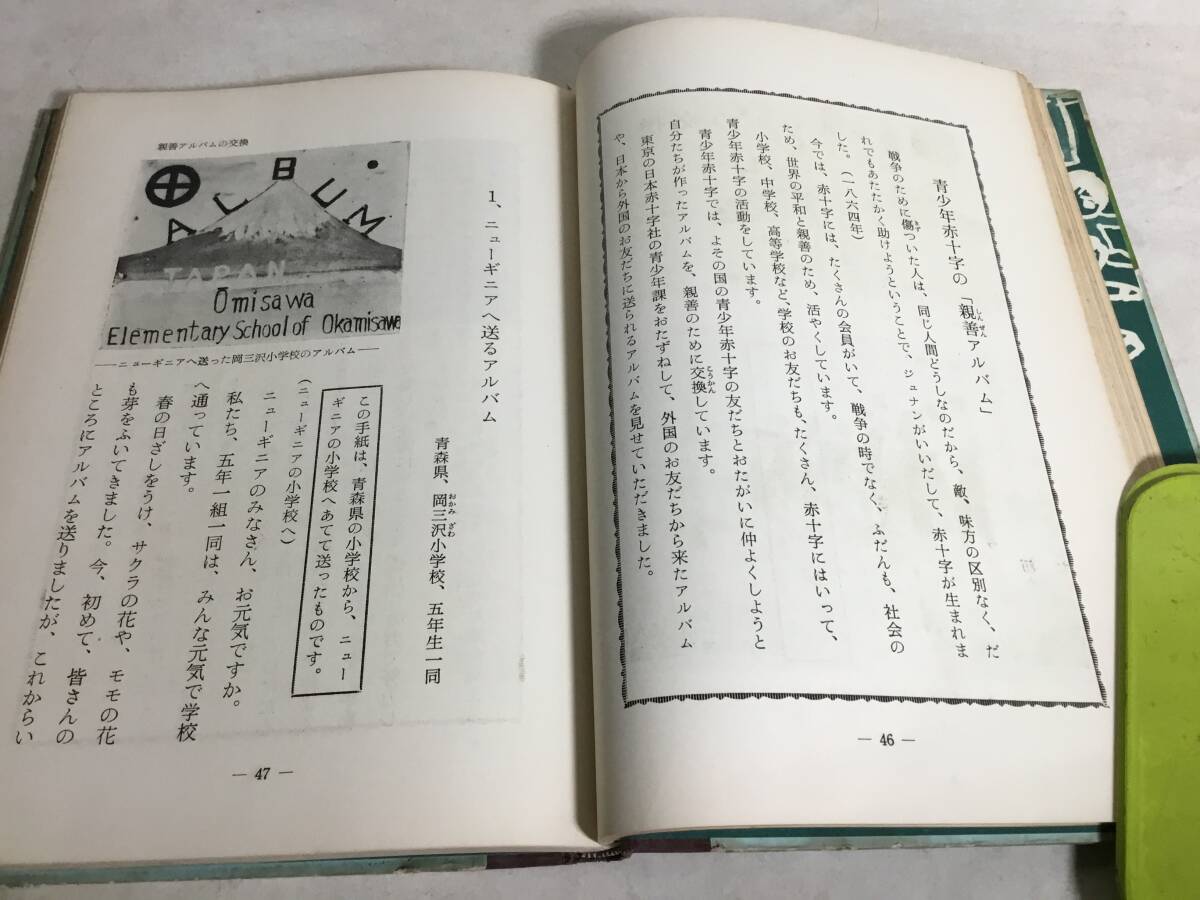 青少年赤十字の「親善アルバム」
しんぜん
戦争のために傷ついた人は、同じ人間どうしなのだから、敵、味方の区別なく、だ
きず
れでもあたたかく助けようということで、ジュナンがいいだして、赤十字が生まれま
した。(一八六四年)
今では、赤十字には、たくさんの会員がいて、戦争の時でなく、ふだんも、社会の
ため、世界の平和と親善のため、活やくしています。
小学校、中学校、高等学校など、学校のお友だちも、たくさん、赤十字にはいって、
青少年赤十字の活動をしています。
青少年赤十字では、よその国の青少年赤十字の友だちとおたがいに仲よくしようと
自分たちが作ったアルバムを、親善のために交換しています。
こうかん
東京の日本赤十字社の青少年課をおたずねして、外国のお友だちから来たアルバム
や、日本から外国のお友だちに送られるアルバムを見せていただきました。
— 46 —
親善アルバムの交換
ALBUM
TAPAN
Ōmisawa
Elementary School of Okamisawa
——ニューギニアへ送った岡三沢小学校のアルバム——
1、ニューギニアへ送るアルバム
青森県、岡三沢小学校、五年生一同
おかみ ざわ
この手紙は、青森県の小学校から、ニュー
ギニアの小学校へあてて送ったものです。
(ニューギニアの小学校へ)
ニューギニアのみなさん、お元気ですか。
私たち、五年一組一同は、みんな元気で学校
へ通っています。
春の日ざしをうけ、サクラの花や、モモの花
も芽をふいてきました。今、初めて、皆さんの
ところにアルバムを送りましたが、これからい
— 47 —